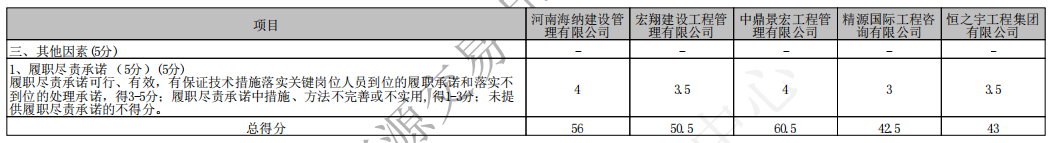 项目 河南海纳建设管理有限公司 宏翔建设工程管理有限公司 中鼎景宏工程管理有限公司 精源国际工程咨询有限公司 恒之宇工程集团有限公司
三、其他因素(5分) - - - - -
1、履职尽责承诺 (5分)(5分)
履职尽责承诺可行、有效，有保证技术措施落实关键岗位人员到位的履职承诺和落实不
到位的处理承诺，得3-5分；履职尽责承诺中措施、方法不完善或不实用，得1-3分；未提
供履职尽责承诺的不得分。
4 3.5 4 3 3.5
总得分 56 50.5 60.5 42.5 43
源交易
中心